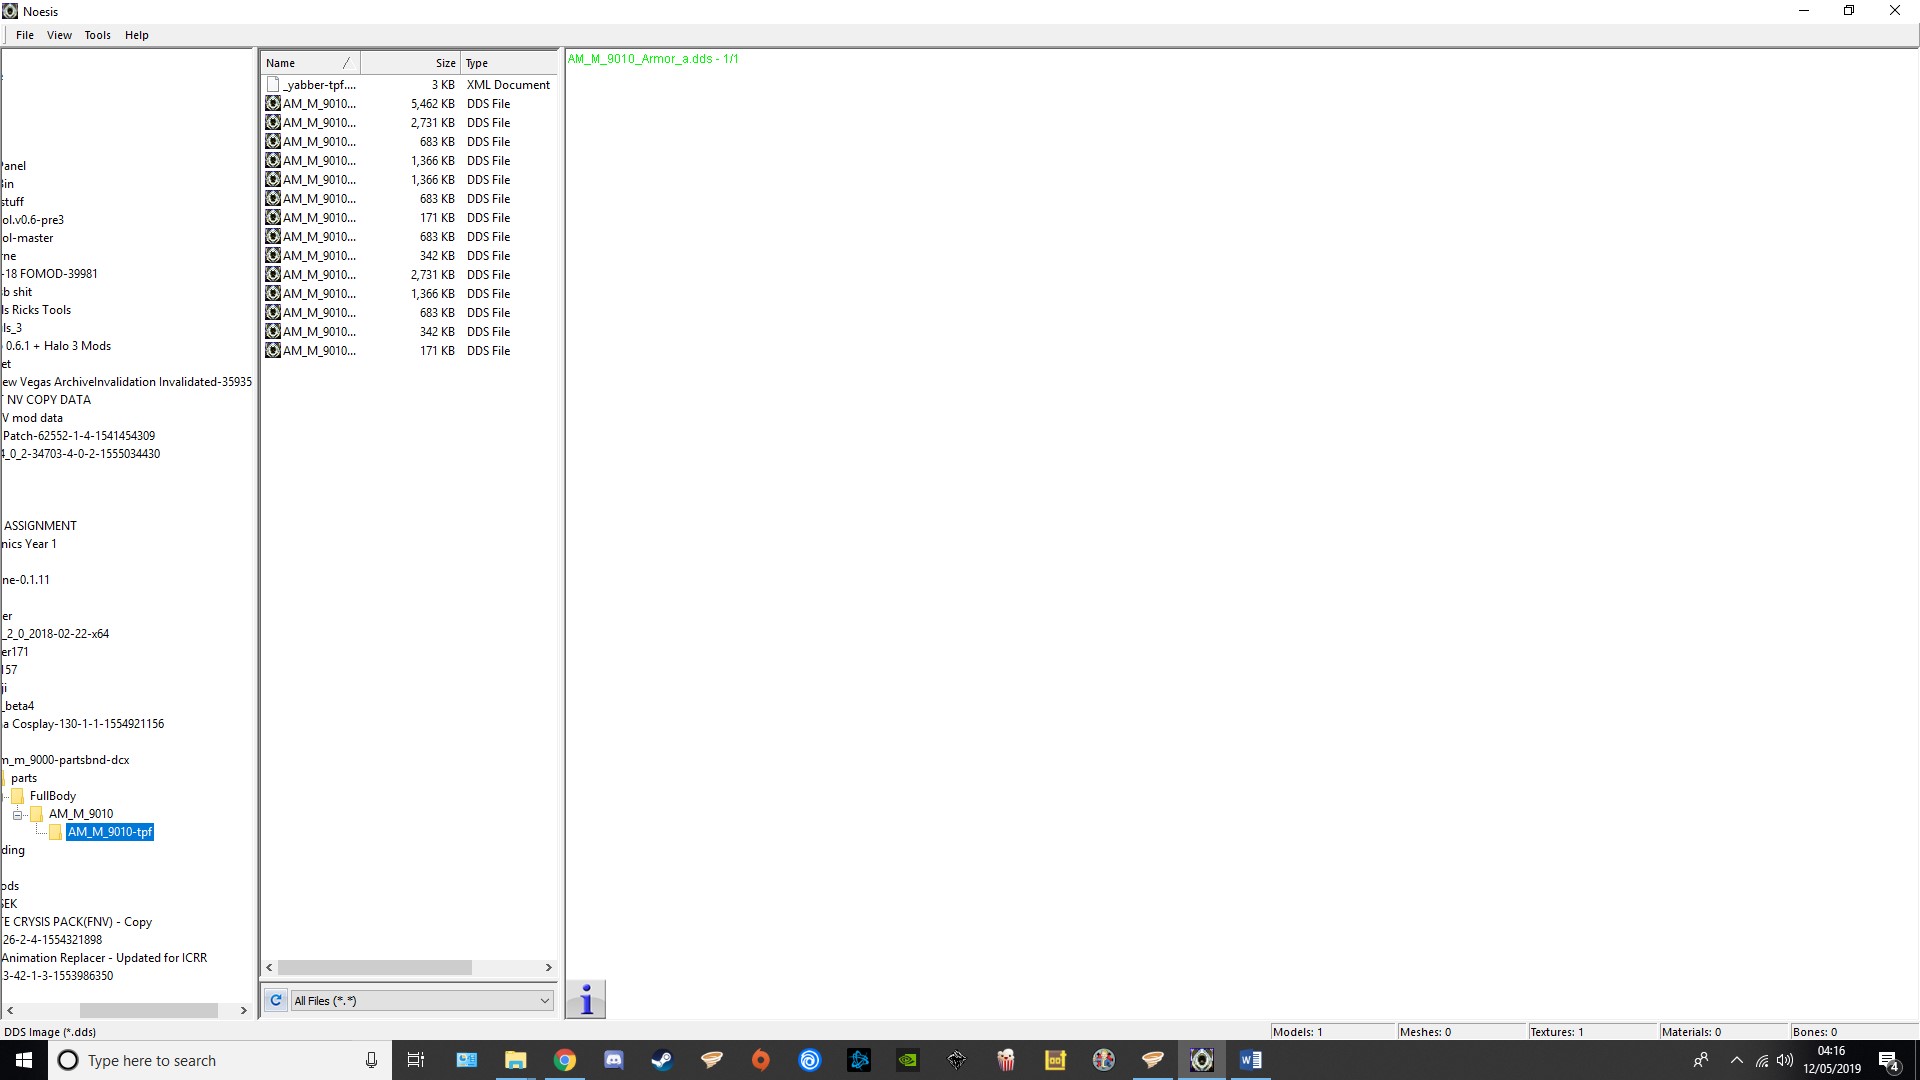 Noesis
File View Tools Help
Panel
Bin
stuff
ol.v0.6-pre3
ol-master
rne
-18 FOMOD-39981
sb shit
ls Ricks Tools
ls_3
0.6.1 + Halo 3 Mods
et
ew Vegas ArchiveInvalidation Invalidated-35935
T NV COPY DATA
V mod data
Patch-62552-1-4-1541454309
4_0_2-34703-4-0-2-1555034430
ASSIGNMENT
nics Year 1
ne-0.1.11
er
_2_0_2018-02-22-x64
er171
157
ji
_beta4
a Cosplay-130-1-1-1554921156
m_m_9000-partsbnd-dcx
parts
FullBody
AM_M_9010
AM_M_9010-tpf
ding
ods
SEK
TE CRYSIS PACK(FNV) - Copy
26-2-4-1554321898
Animation Replacer - Updated for ICRR
3-42-1-3-1553986350
Name Size Type
_yabber-tpf.... 3 KB XML Document
AM_M_9010... 5,462 KB DDS File
AM_M_9010... 2,731 KB DDS File
AM_M_9010... 683 KB DDS File
AM_M_9010... 1,366 KB DDS File
AM_M_9010... 1,366 KB DDS File
AM_M_9010... 683 KB DDS File
AM_M_9010... 171 KB DDS File
AM_M_9010... 683 KB DDS File
AM_M_9010... 342 KB DDS File
AM_M_9010... 2,731 KB DDS File
AM_M_9010... 1,366 KB DDS File
AM_M_9010... 683 KB DDS File
AM_M_9010... 342 KB DDS File
AM_M_9010... 171 KB DDS File
All Files (*.*)
AM_M_9010_Armor_a.dds - 1/1
DDS Image (*.dds)
Models: 1 Meshes: 0 Textures: 1 Materials: 0 Bones: 0
Type here to search
04:16
12/05/2019
4